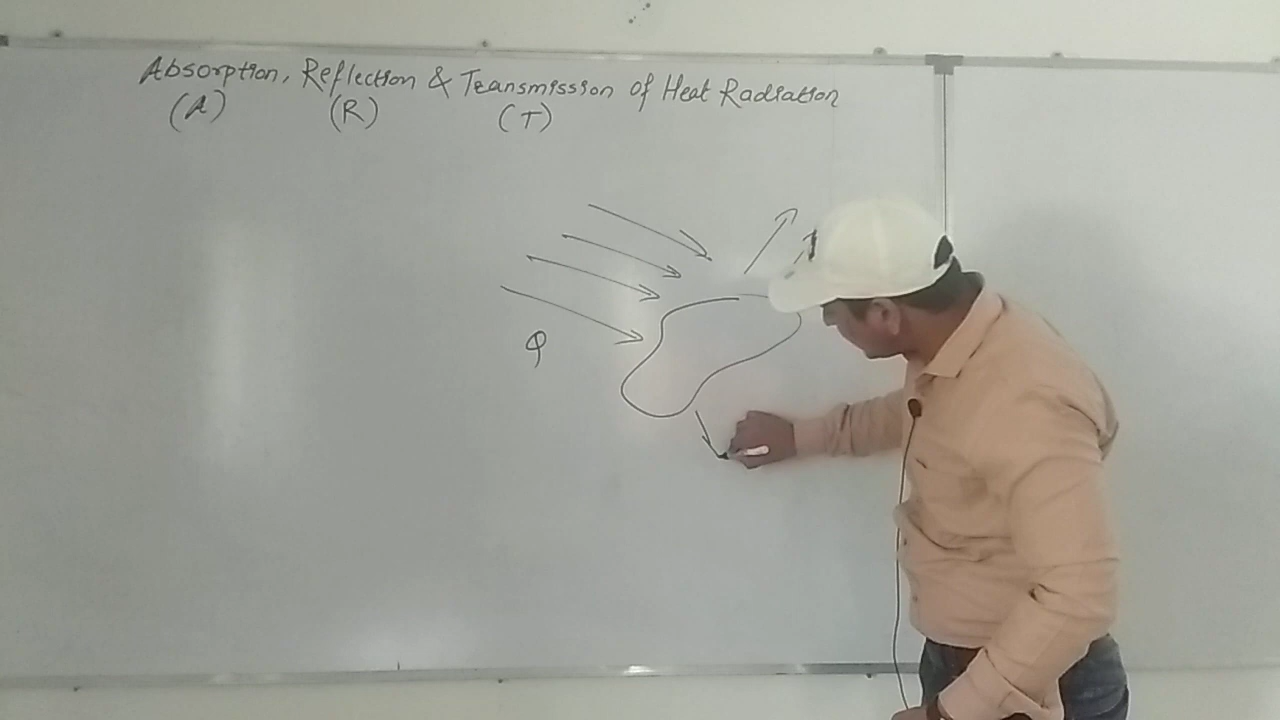 Absorption, Reflection & Transmission of Heat Radiation
(A) (R) (T)
Q